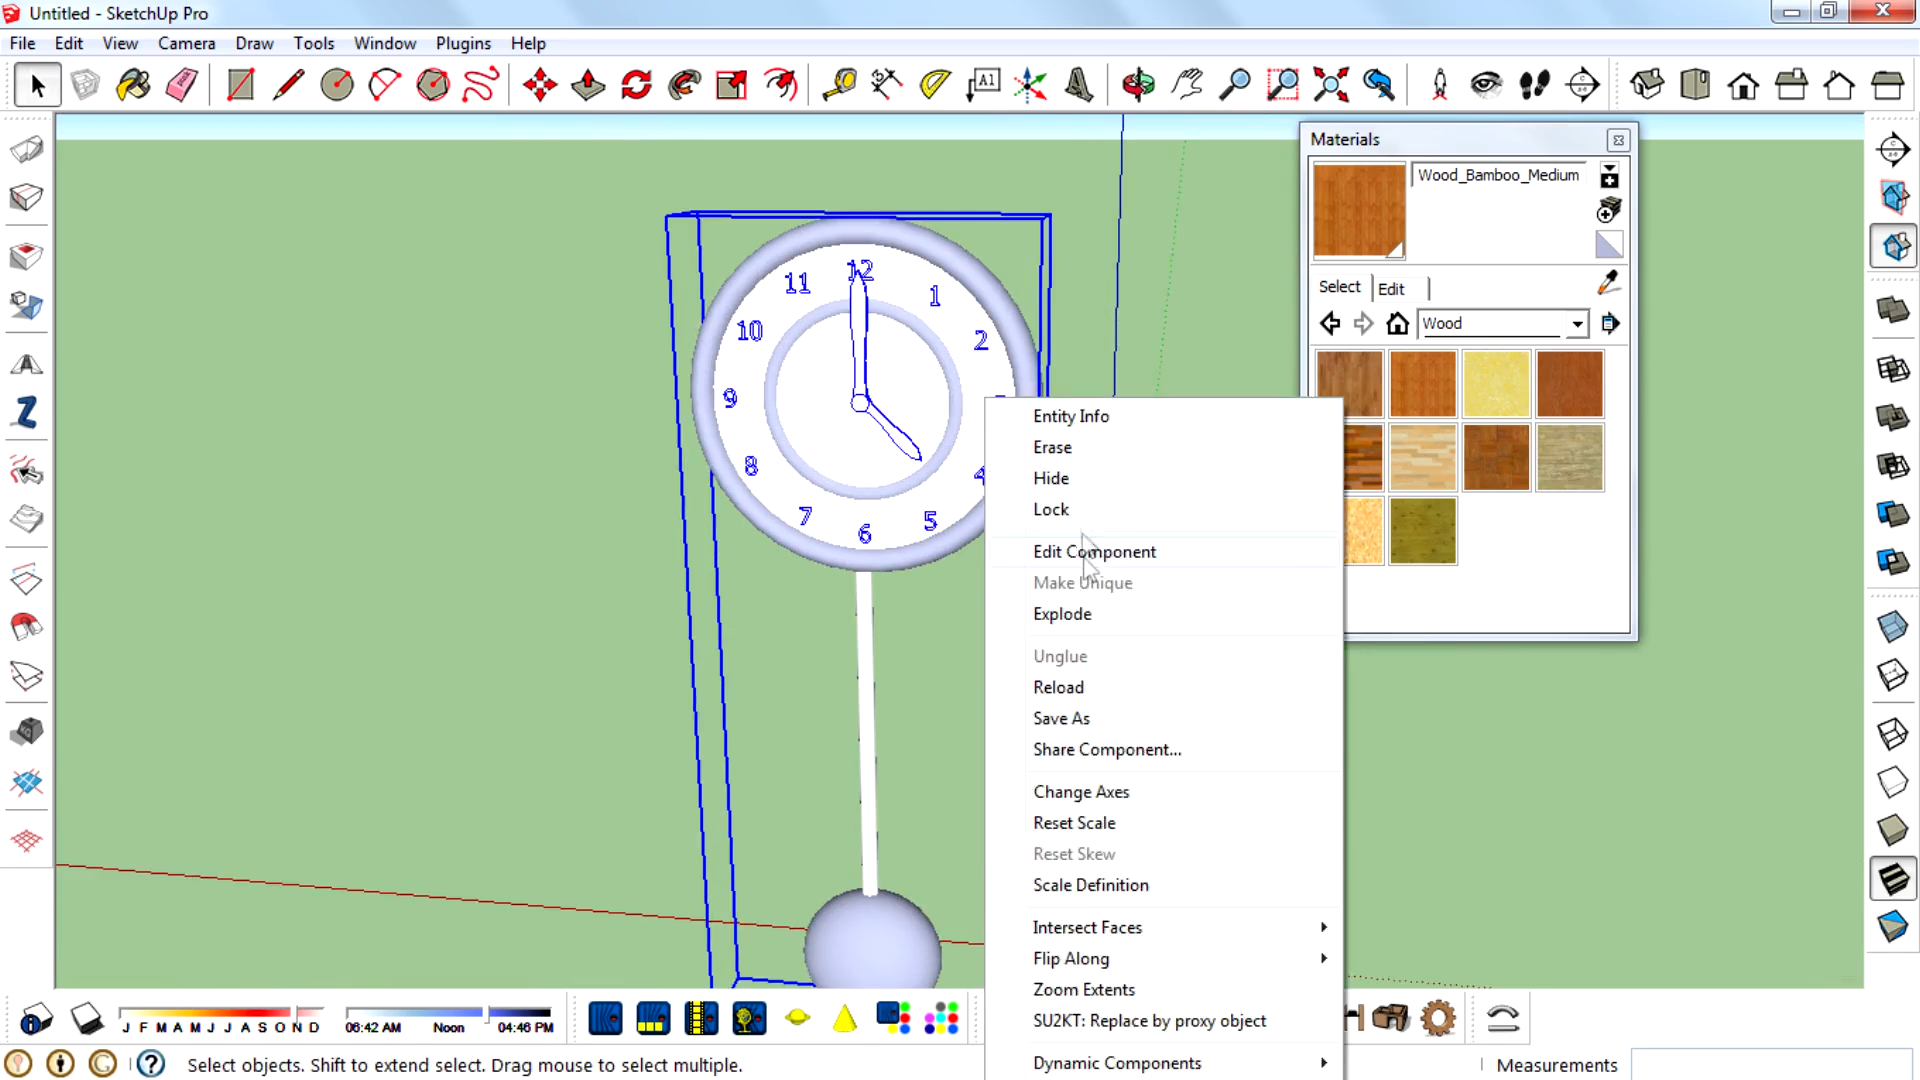 Untitled - SketchUp Pro
File Edit View Camera Draw Tools Window Plugins Help
A1
Materials
Wood_Bamboo_Medium
Select Edit
Wood
12
11
1
10
2
9
8
4
7
5
6
Entity Info
Erase
Hide
Lock
Edit Component
Make Unique
Explode
Unglue
Reload
Save As
Share Component...
Change Axes
Reset Scale
Reset Skew
Scale Definition
Intersect Faces
Flip Along
Zoom Extents
SU2KT: Replace by proxy object
Dynamic Components
J F M A M J J A S O N D
06:42 AM Noon 04:46 PM
Select objects. Shift to extend select. Drag mouse to select multiple.
Measurements